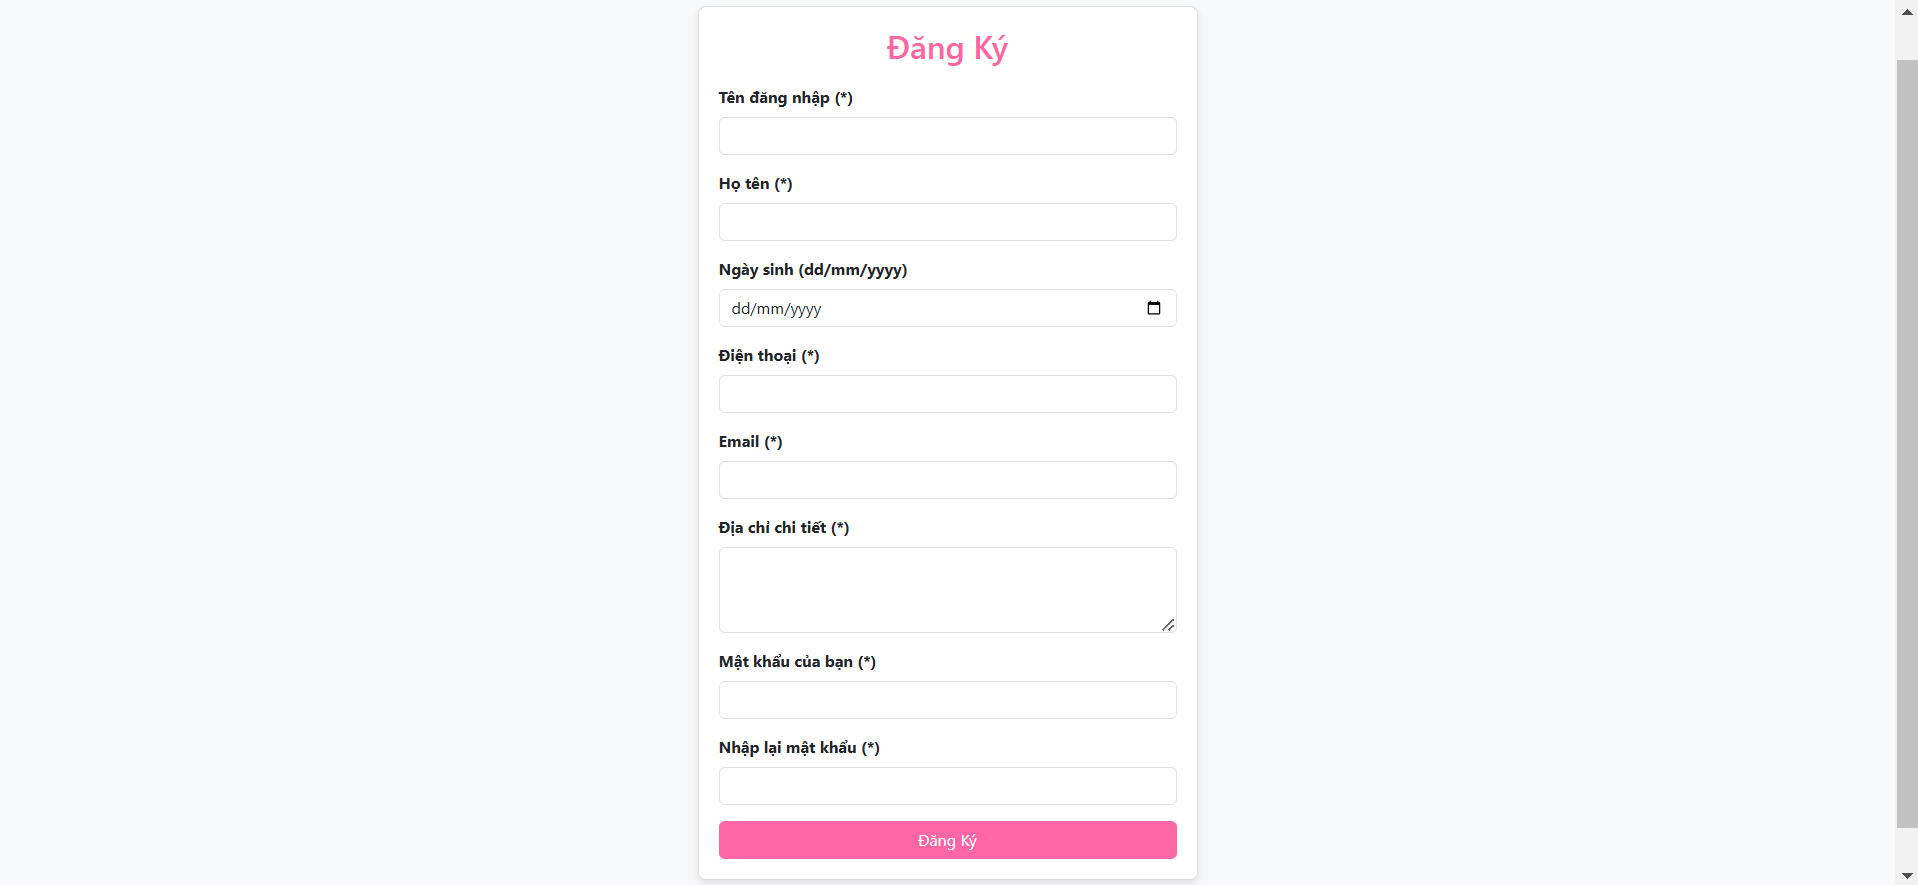 Đăng Ký
Tên đăng nhập (*)
Họ tên (*)
Ngày sinh (dd/mm/yyyy)
dd/mm/yyyy
Điện thoại (*)
Email (*)
Địa chỉ chi tiết (*)
Mật khẩu của bạn (*)
Nhập lại mật khẩu (*)
Đăng Ký